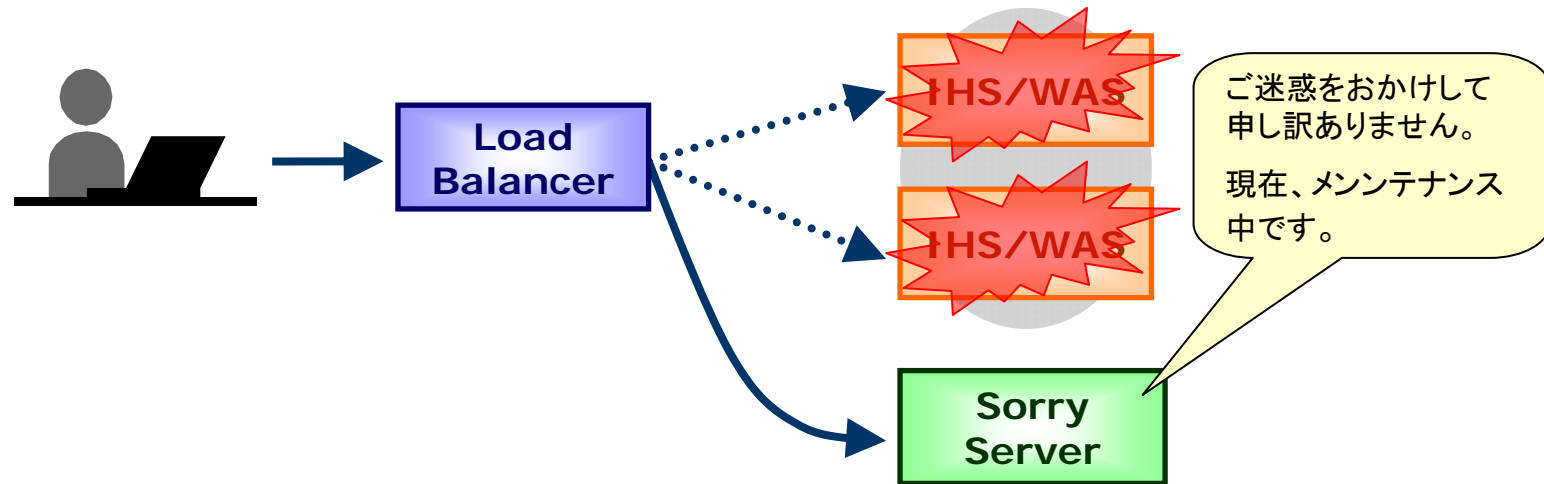 Load
Balancer
IHS/WAS
IHS/WAS
ご迷惑をおかけして
申し訳ありません。
現在、メンンテナンス
中です。
Sorry
Server